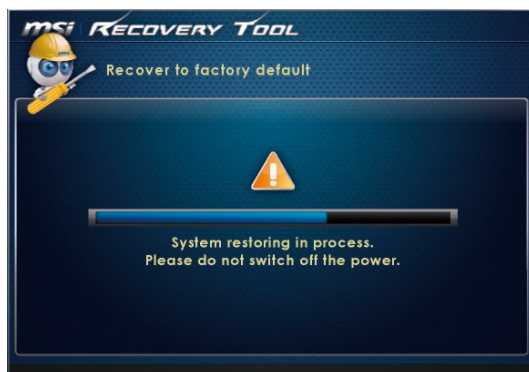 msi RECOVERY TOOL
Recover to factory default
System restoring in process.
Please do not switch off the power.